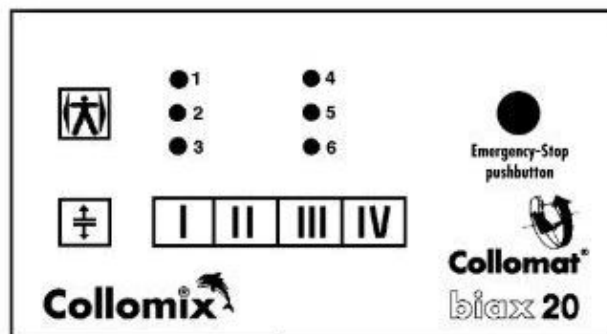 1
4
2
5
3
6
Emergency-Stop
pushbutton
I II III IV
Collomat®
Collomix®
biax 20